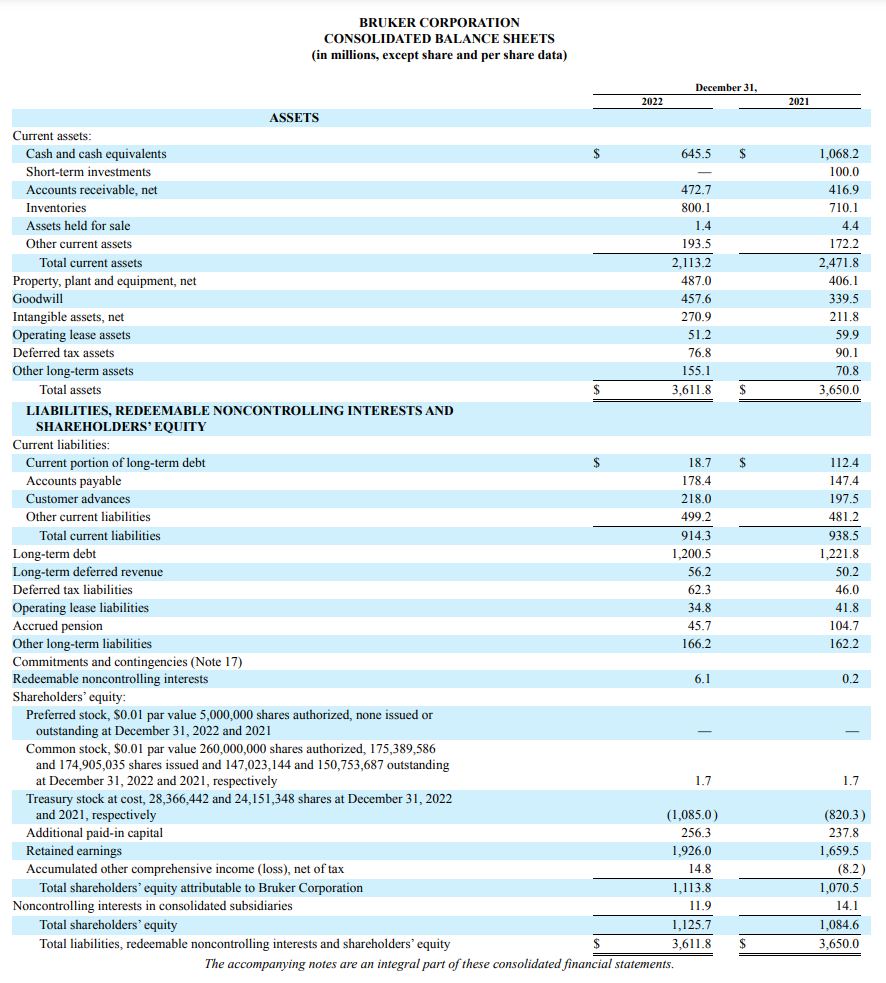 BRUKER CORPORATION
CONSOLIDATED BALANCE SHEETS
(in millions, except share and per share data)
December 31,
2022 2021
ASSETS
Current assets:
Cash and cash equivalents $ 645.5 $ 1,068.2
Short-term investments — 100.0
Accounts receivable, net 472.7 416.9
Inventories 800.1 710.1
Assets held for sale 1.4 4.4
Other current assets 193.5 172.2
Total current assets 2,113.2 2,471.8
Property, plant and equipment, net 487.0 406.1
Goodwill 457.6 339.5
Intangible assets, net 270.9 211.8
Operating lease assets 51.2 59.9
Deferred tax assets 76.8 90.1
Other long-term assets 155.1 70.8
Total assets $ 3,611.8 $ 3,650.0
LIABILITIES, REDEEMABLE NONCONTROLLING INTERESTS AND
SHAREHOLDERS' EQUITY
Current liabilities:
Current portion of long-term debt $ 18.7 $ 112.4
Accounts payable 178.4 147.4
Customer advances 218.0 197.5
Other current liabilities 499.2 481.2
Total current liabilities 914.3 938.5
Long-term debt 1,200.5 1,221.8
Long-term deferred revenue 56.2 50.2
Deferred tax liabilities 62.3 46.0
Operating lease liabilities 34.8 41.8
Accrued pension 45.7 104.7
Other long-term liabilities 166.2 162.2
Commitments and contingencies (Note 17)
Redeemable noncontrolling interests 6.1 0.2
Shareholders' equity:
Preferred stock, $0.01 par value 5,000,000 shares authorized, none issued or
outstanding at December 31, 2022 and 2021 — —
Common stock, $0.01 par value 260,000,000 shares authorized, 175,389,586
and 174,905,035 shares issued and 147,023,144 and 150,753,687 outstanding
at December 31, 2022 and 2021, respectively 1.7 1.7
Treasury stock at cost, 28,366,442 and 24,151,348 shares at December 31, 2022
and 2021, respectively (1,085.0) (820.3)
Additional paid-in capital 256.3 237.8
Retained earnings 1,926.0 1,659.5
Accumulated other comprehensive income (loss), net of tax 14.8 (8.2)
Total shareholders' equity attributable to Bruker Corporation 1,113.8 1,070.5
Noncontrolling interests in consolidated subsidiaries 11.9 14.1
Total shareholders' equity 1,125.7 1,084.6
Total liabilities, redeemable noncontrolling interests and shareholders' equity $ 3,611.8 $ 3,650.0
The accompanying notes are an integral part of these consolidated financial statements.